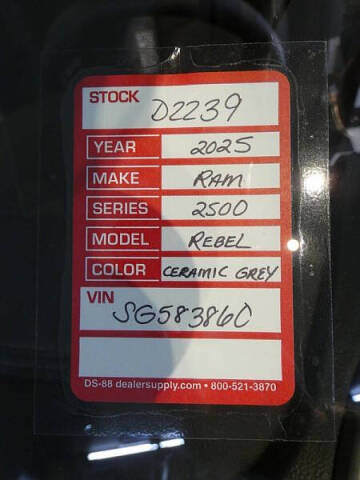 STOCK
D2239
YEAR 2025
MAKE RAM
SERIES 2500
MODEL REBEL
COLOR CERAMIC GREY
VIN
SG583860
DS-88 dealersupply.com • 800-521-3870